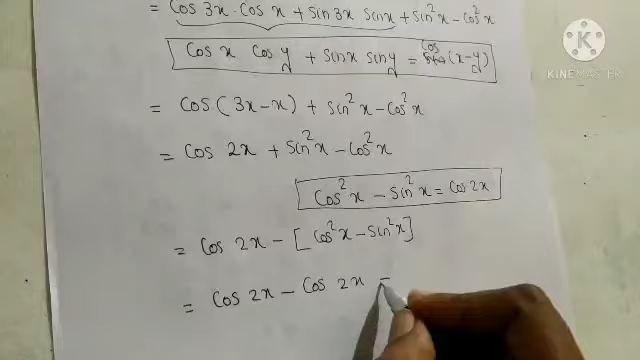 = Cos 3x · Cos x + Sin 3x Sin x + Sin²x - Cos²x
Cos x Cos y + Sin x Sin y = Cos (x-y)
KINEMASTER
= Cos (3x-x) + Sin²x - Cos²x
= Cos 2x + Sin²x - Cos²x
Cos²x - Sin²x = Cos 2x
= Cos 2x - [Cos²x - Sin²x]
= Cos 2x - Cos 2x =